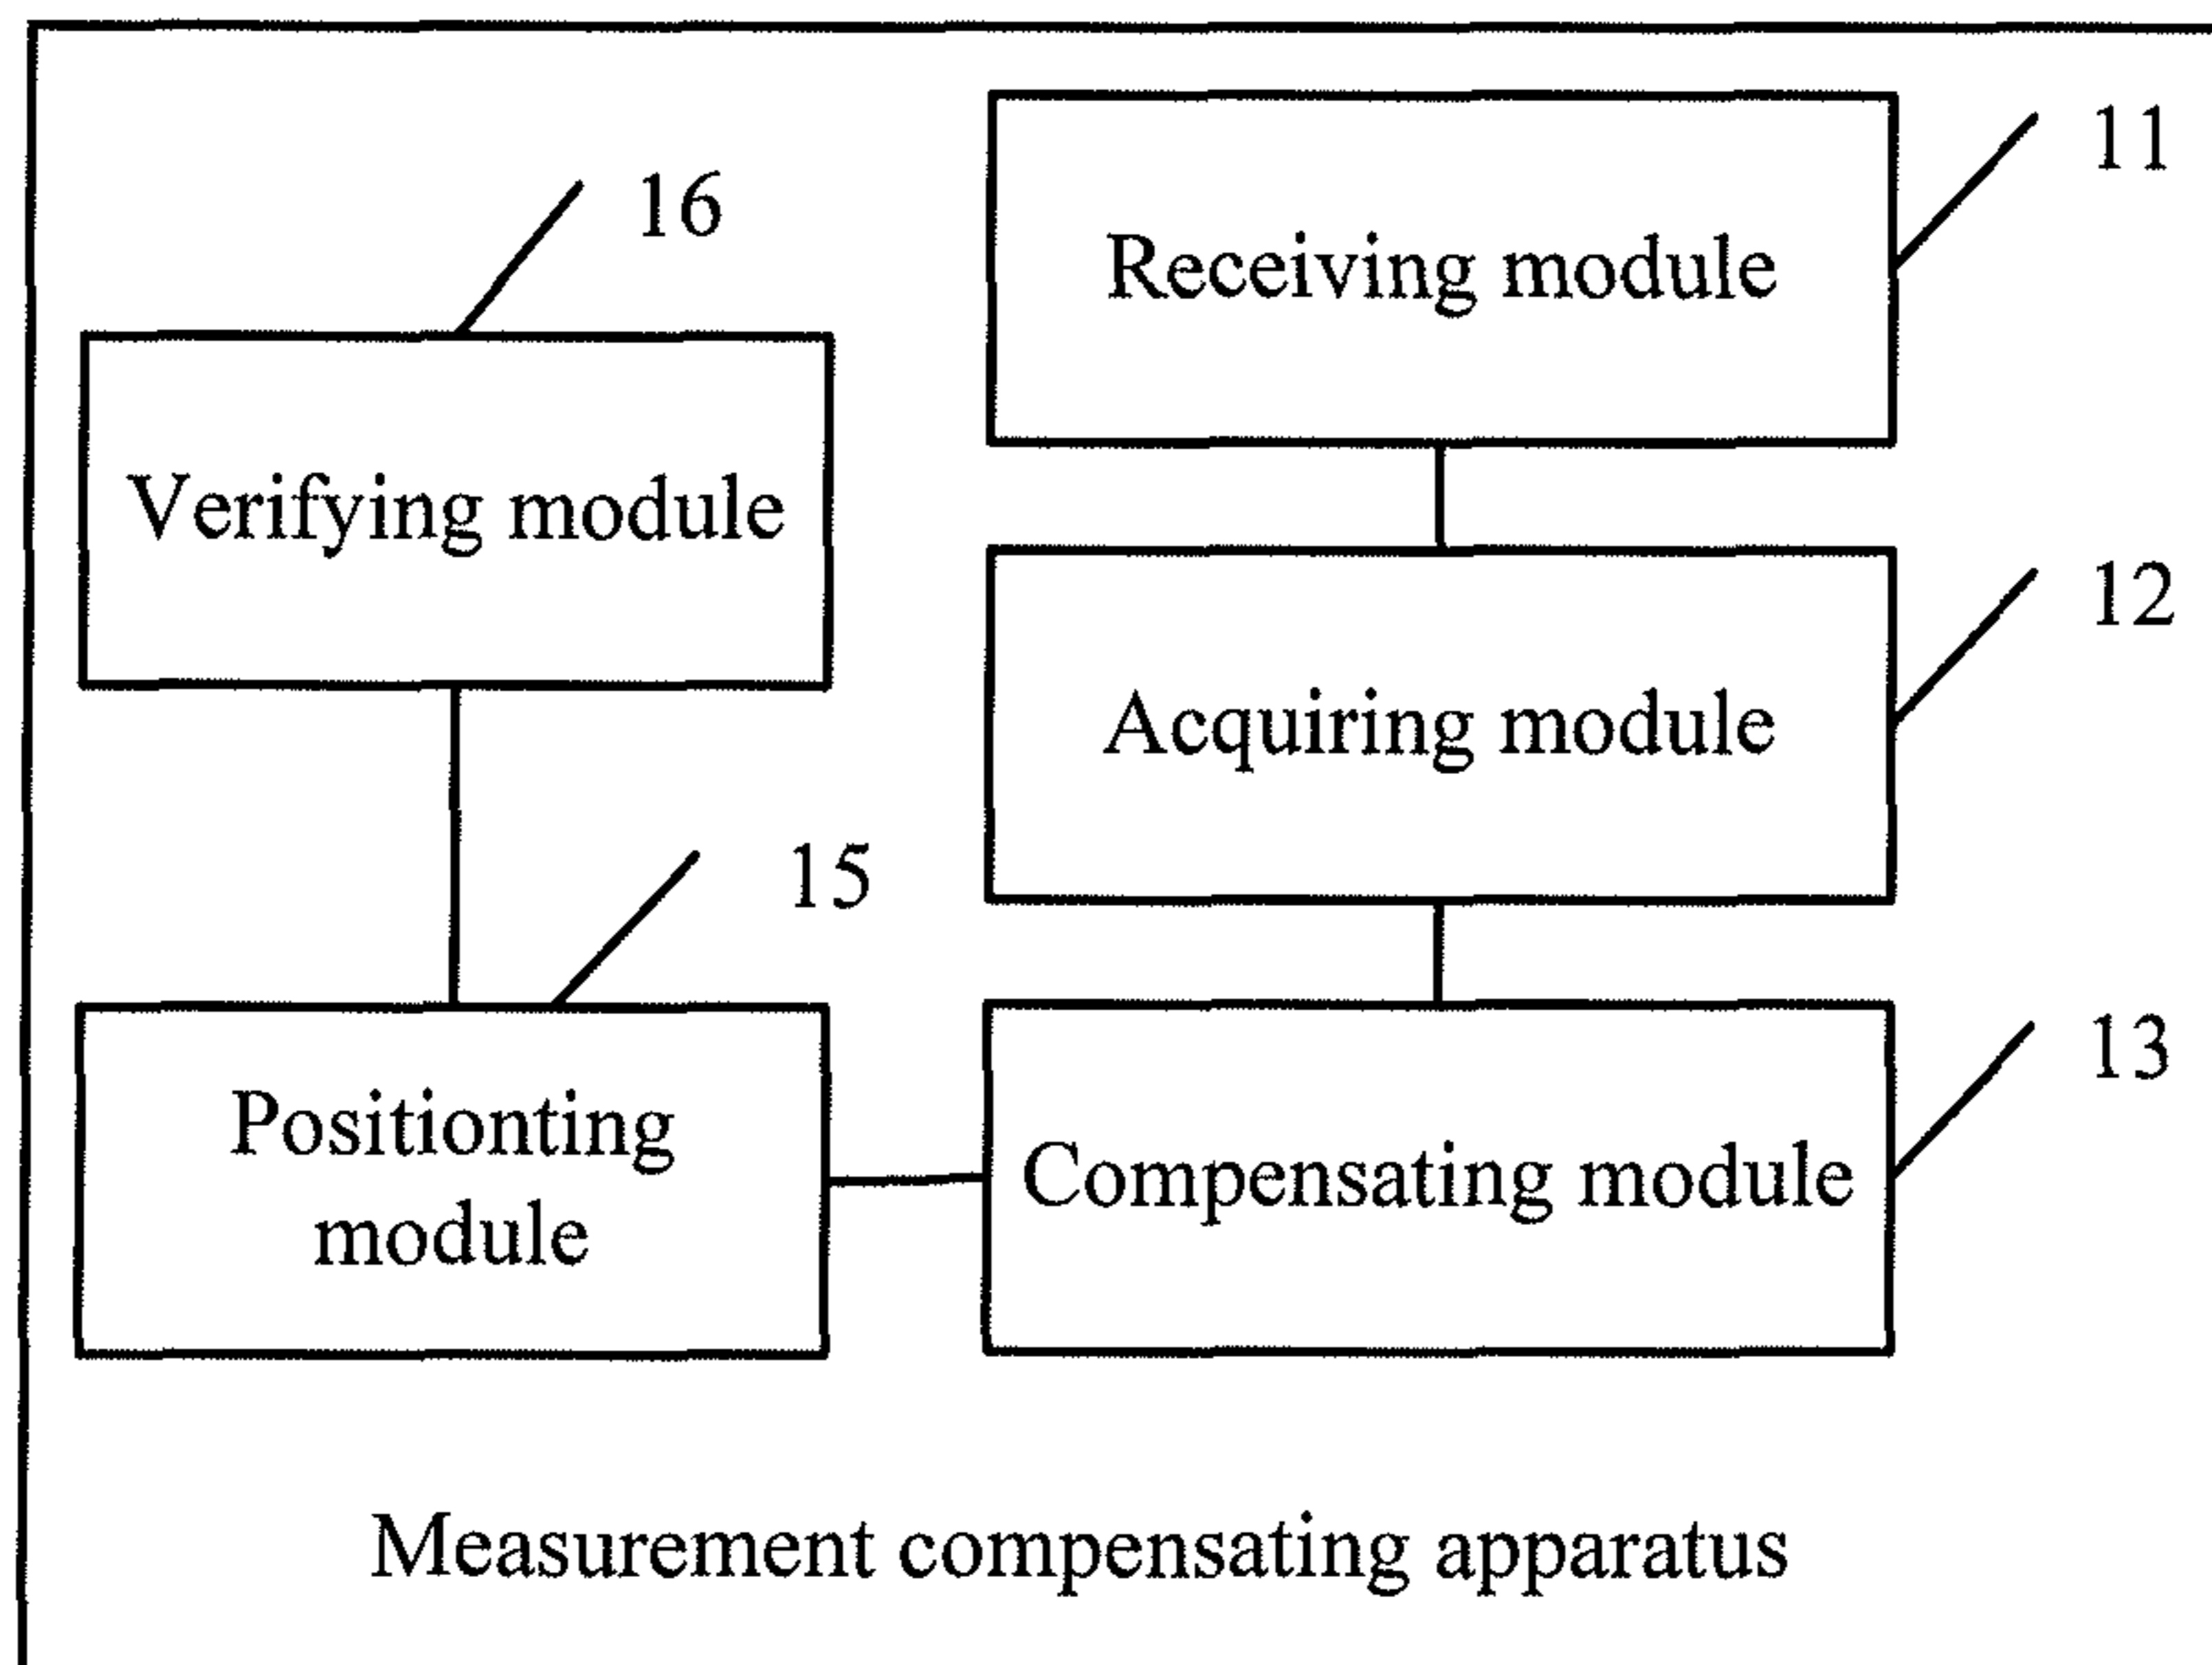 11
Receiving module
16
Verifying module
12
Acquiring module
15
Positionting
module
13
Compensating module
Measurement compensating apparatus